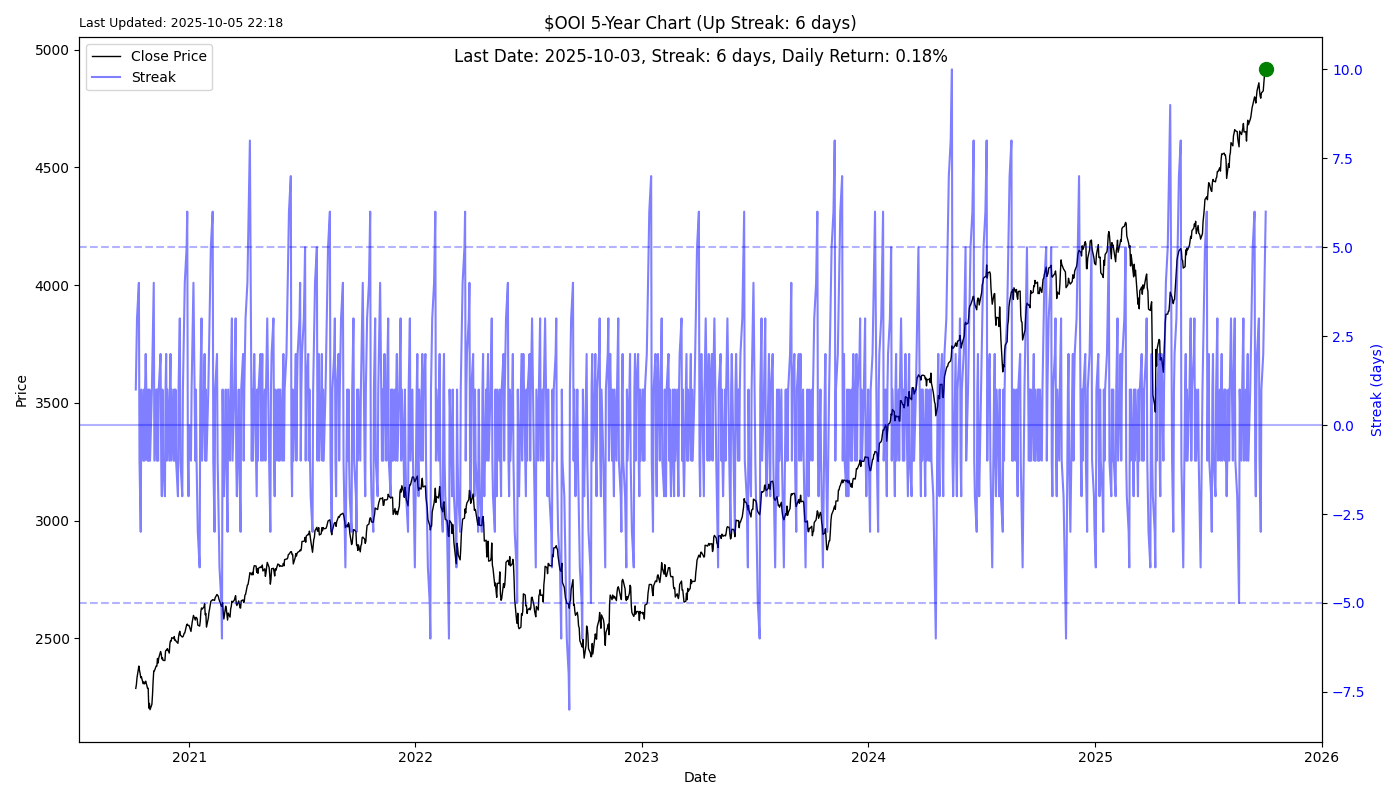 Last Updated: 2025-10-05 22:18
$OOI 5-Year Chart (Up Streak: 6 days)
Last Date: 2025-10-03, Streak: 6 days, Daily Return: 0.18%
Close Price
Streak
5000
4500
4000
3500
3000
2500
Price
10.0
7.5
5.0
2.5
0.0
−2.5
−5.0
−7.5
Streak (days)
2021
2022
2023
2024
2025
2026
Date